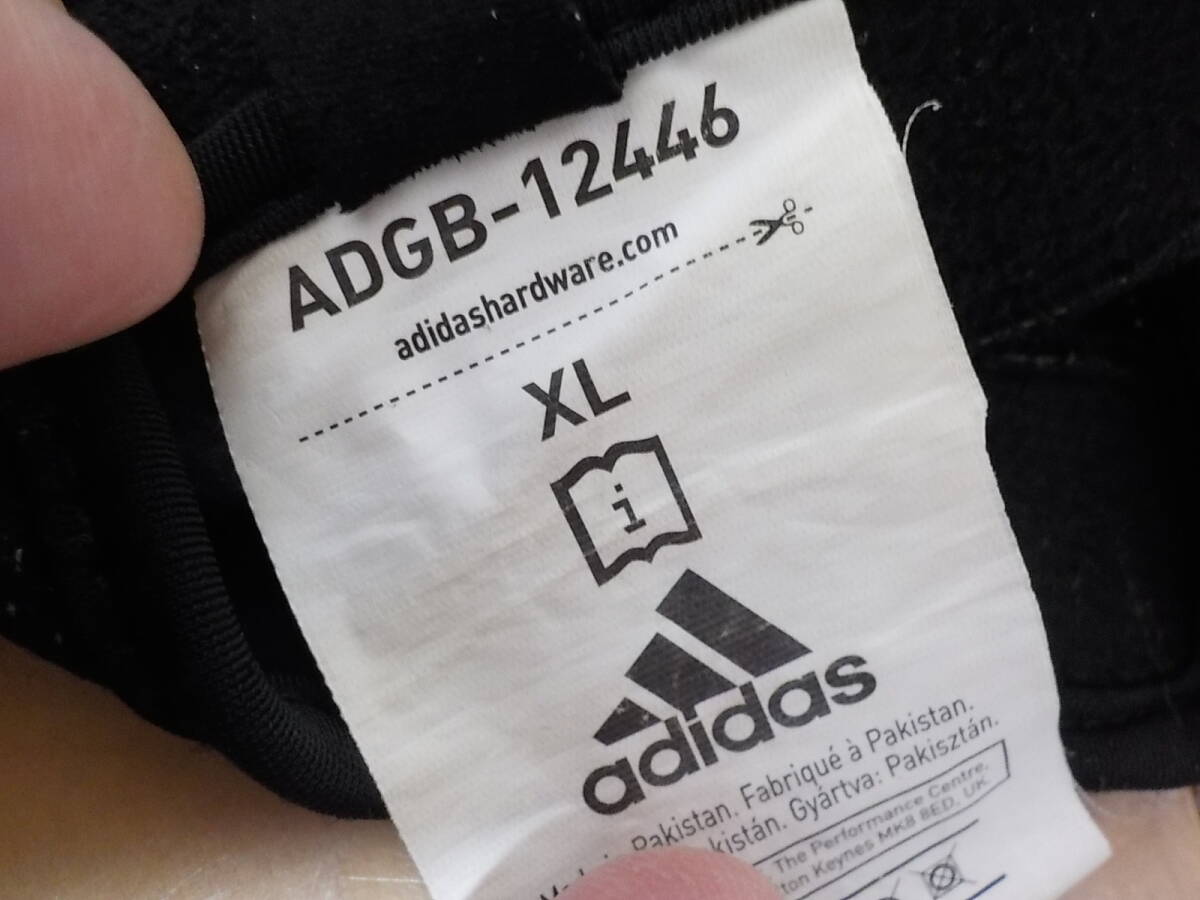 ADGB-12446
adidashardware.com
XL
i
adidas
Pakistan. Fabriqué à Pakistan.
kistán. Gyártva: Pakisztán.
The Performance Centre,
ton Keynes MK8 8ED, UK